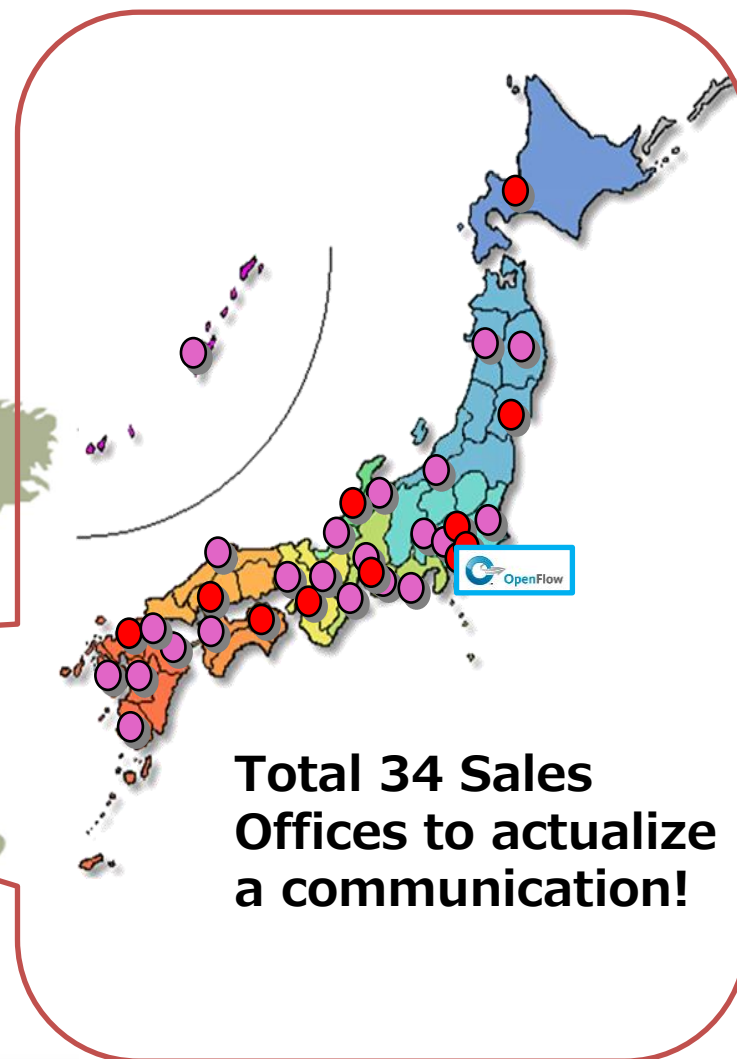 OpenFlow
Total 34 Sales
Offices to actualize
a communication!